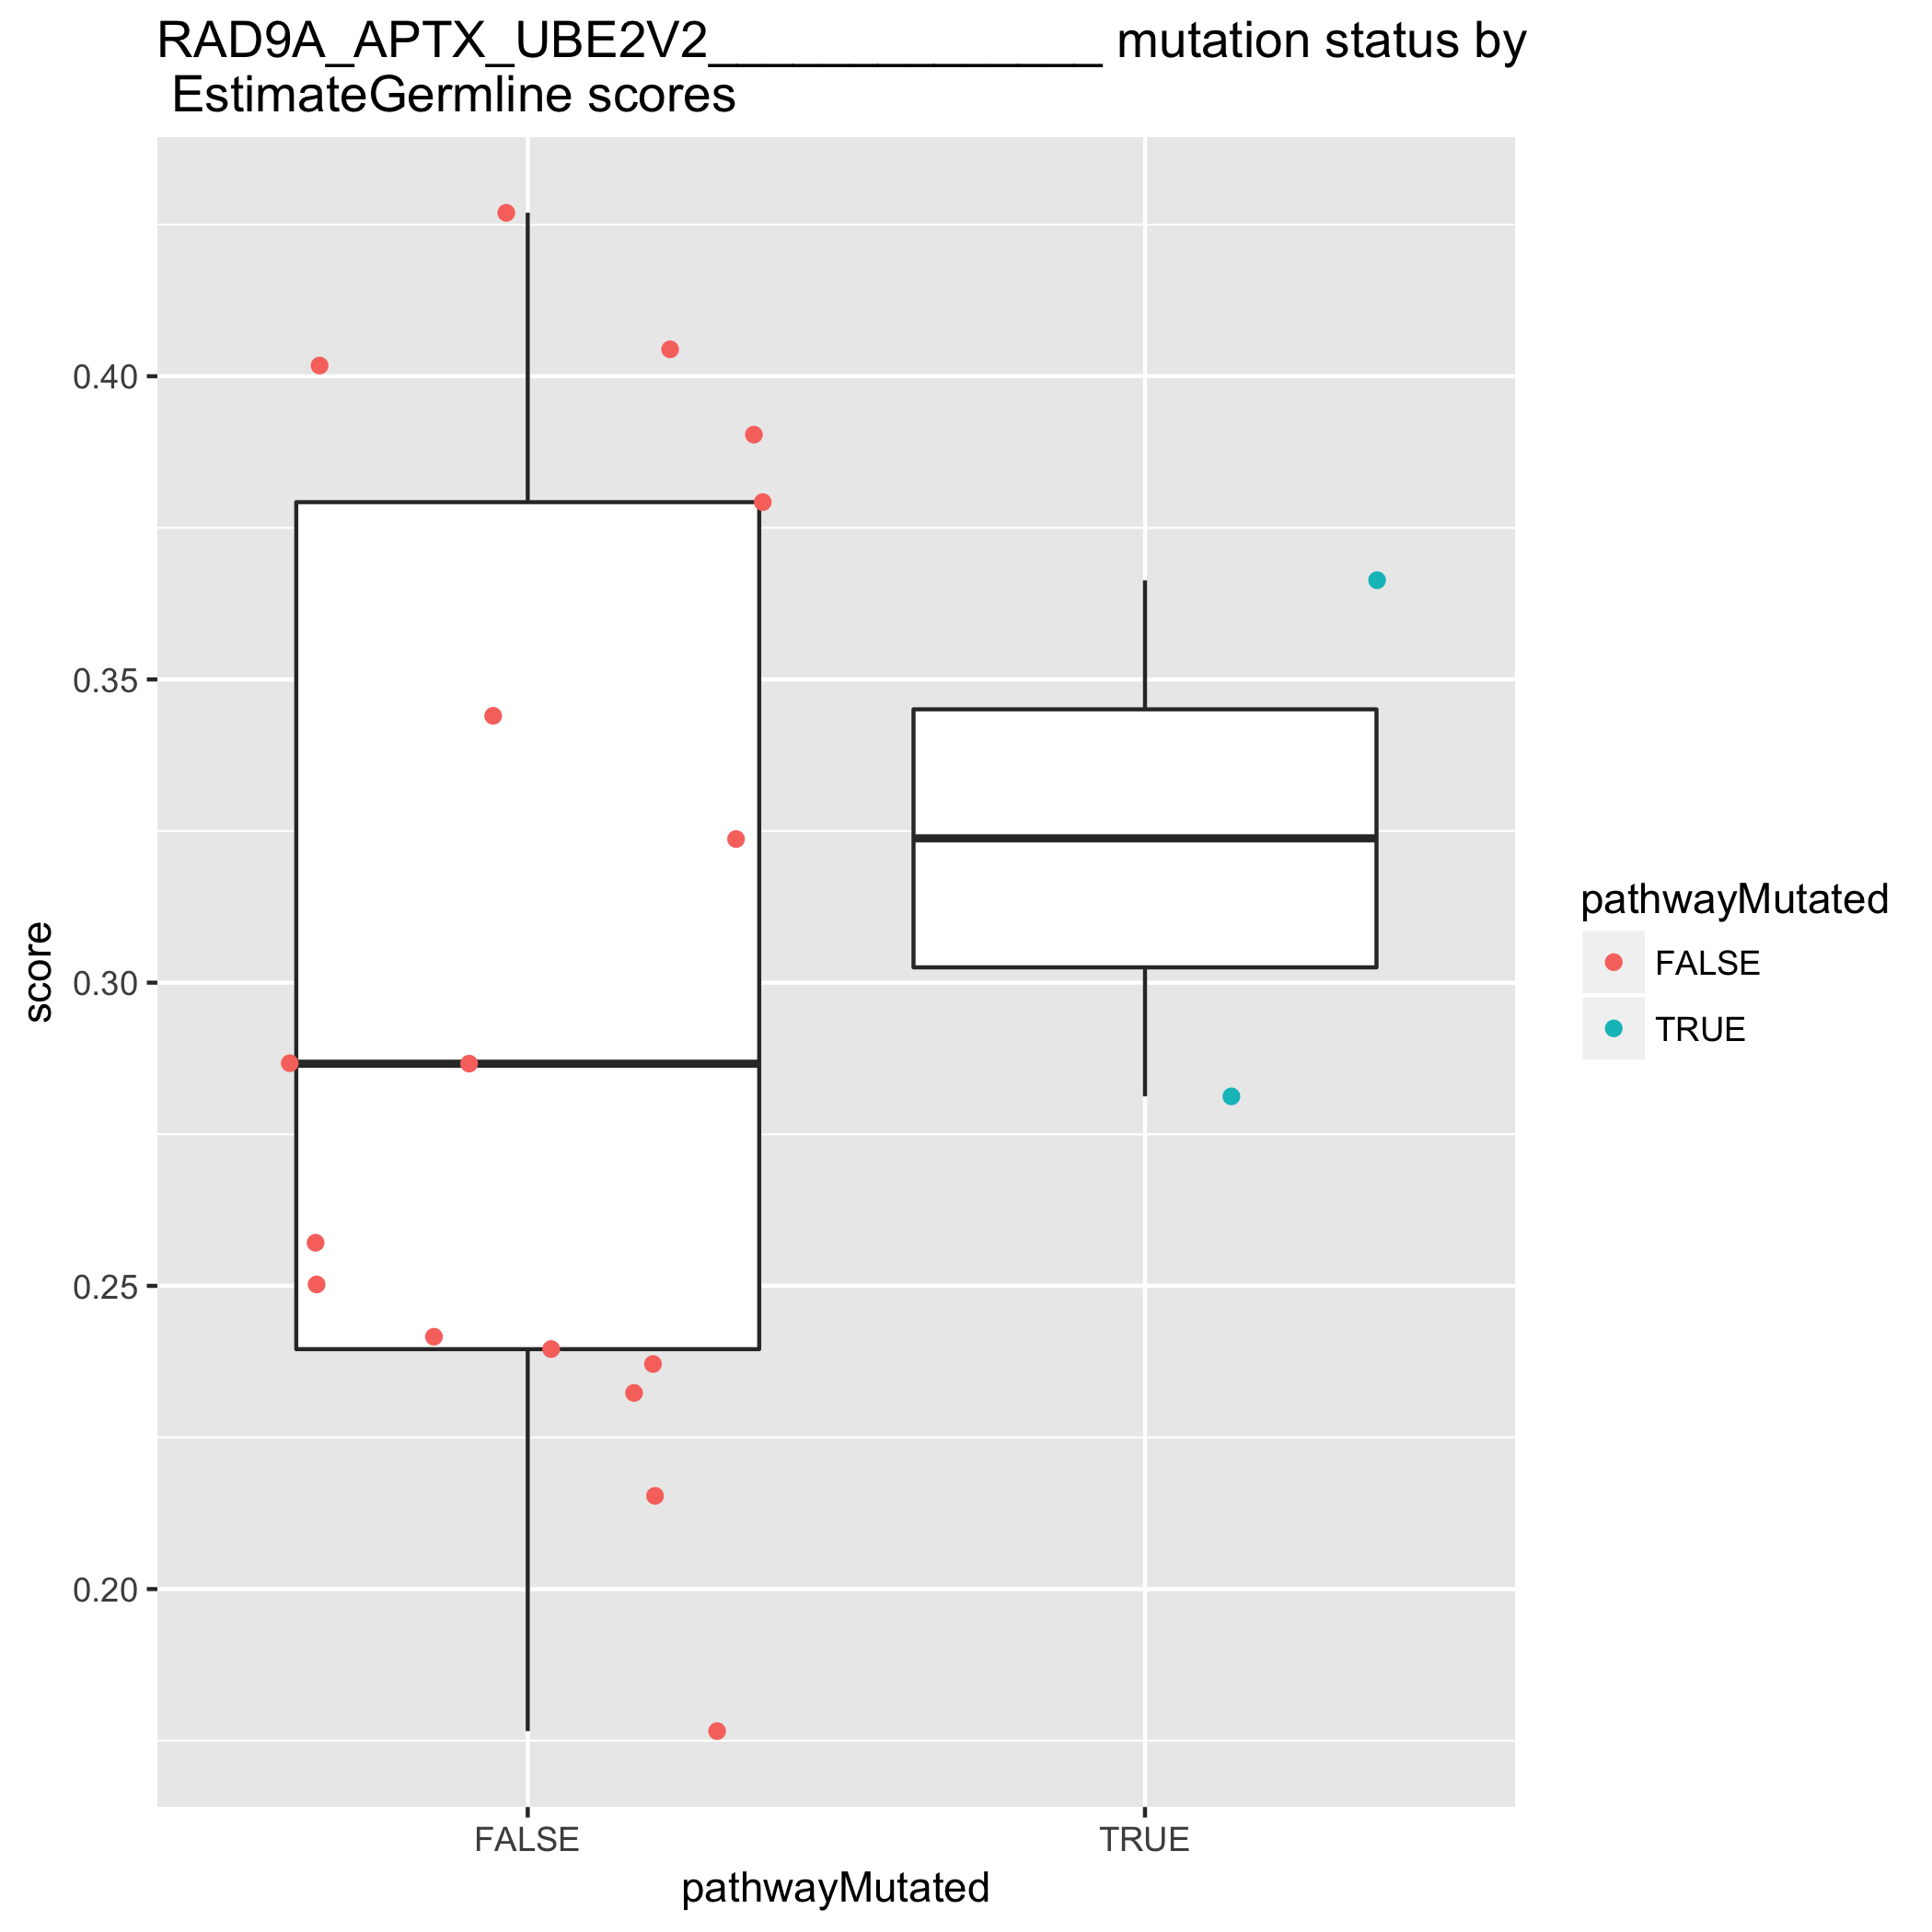 RAD9A_APTX_UBE2V2______________ mutation status by
EstimateGermline scores
0.40
0.35
0.30
0.25
0.20
score
FALSE
TRUE
pathwayMutated
pathwayMutated
FALSE
TRUE